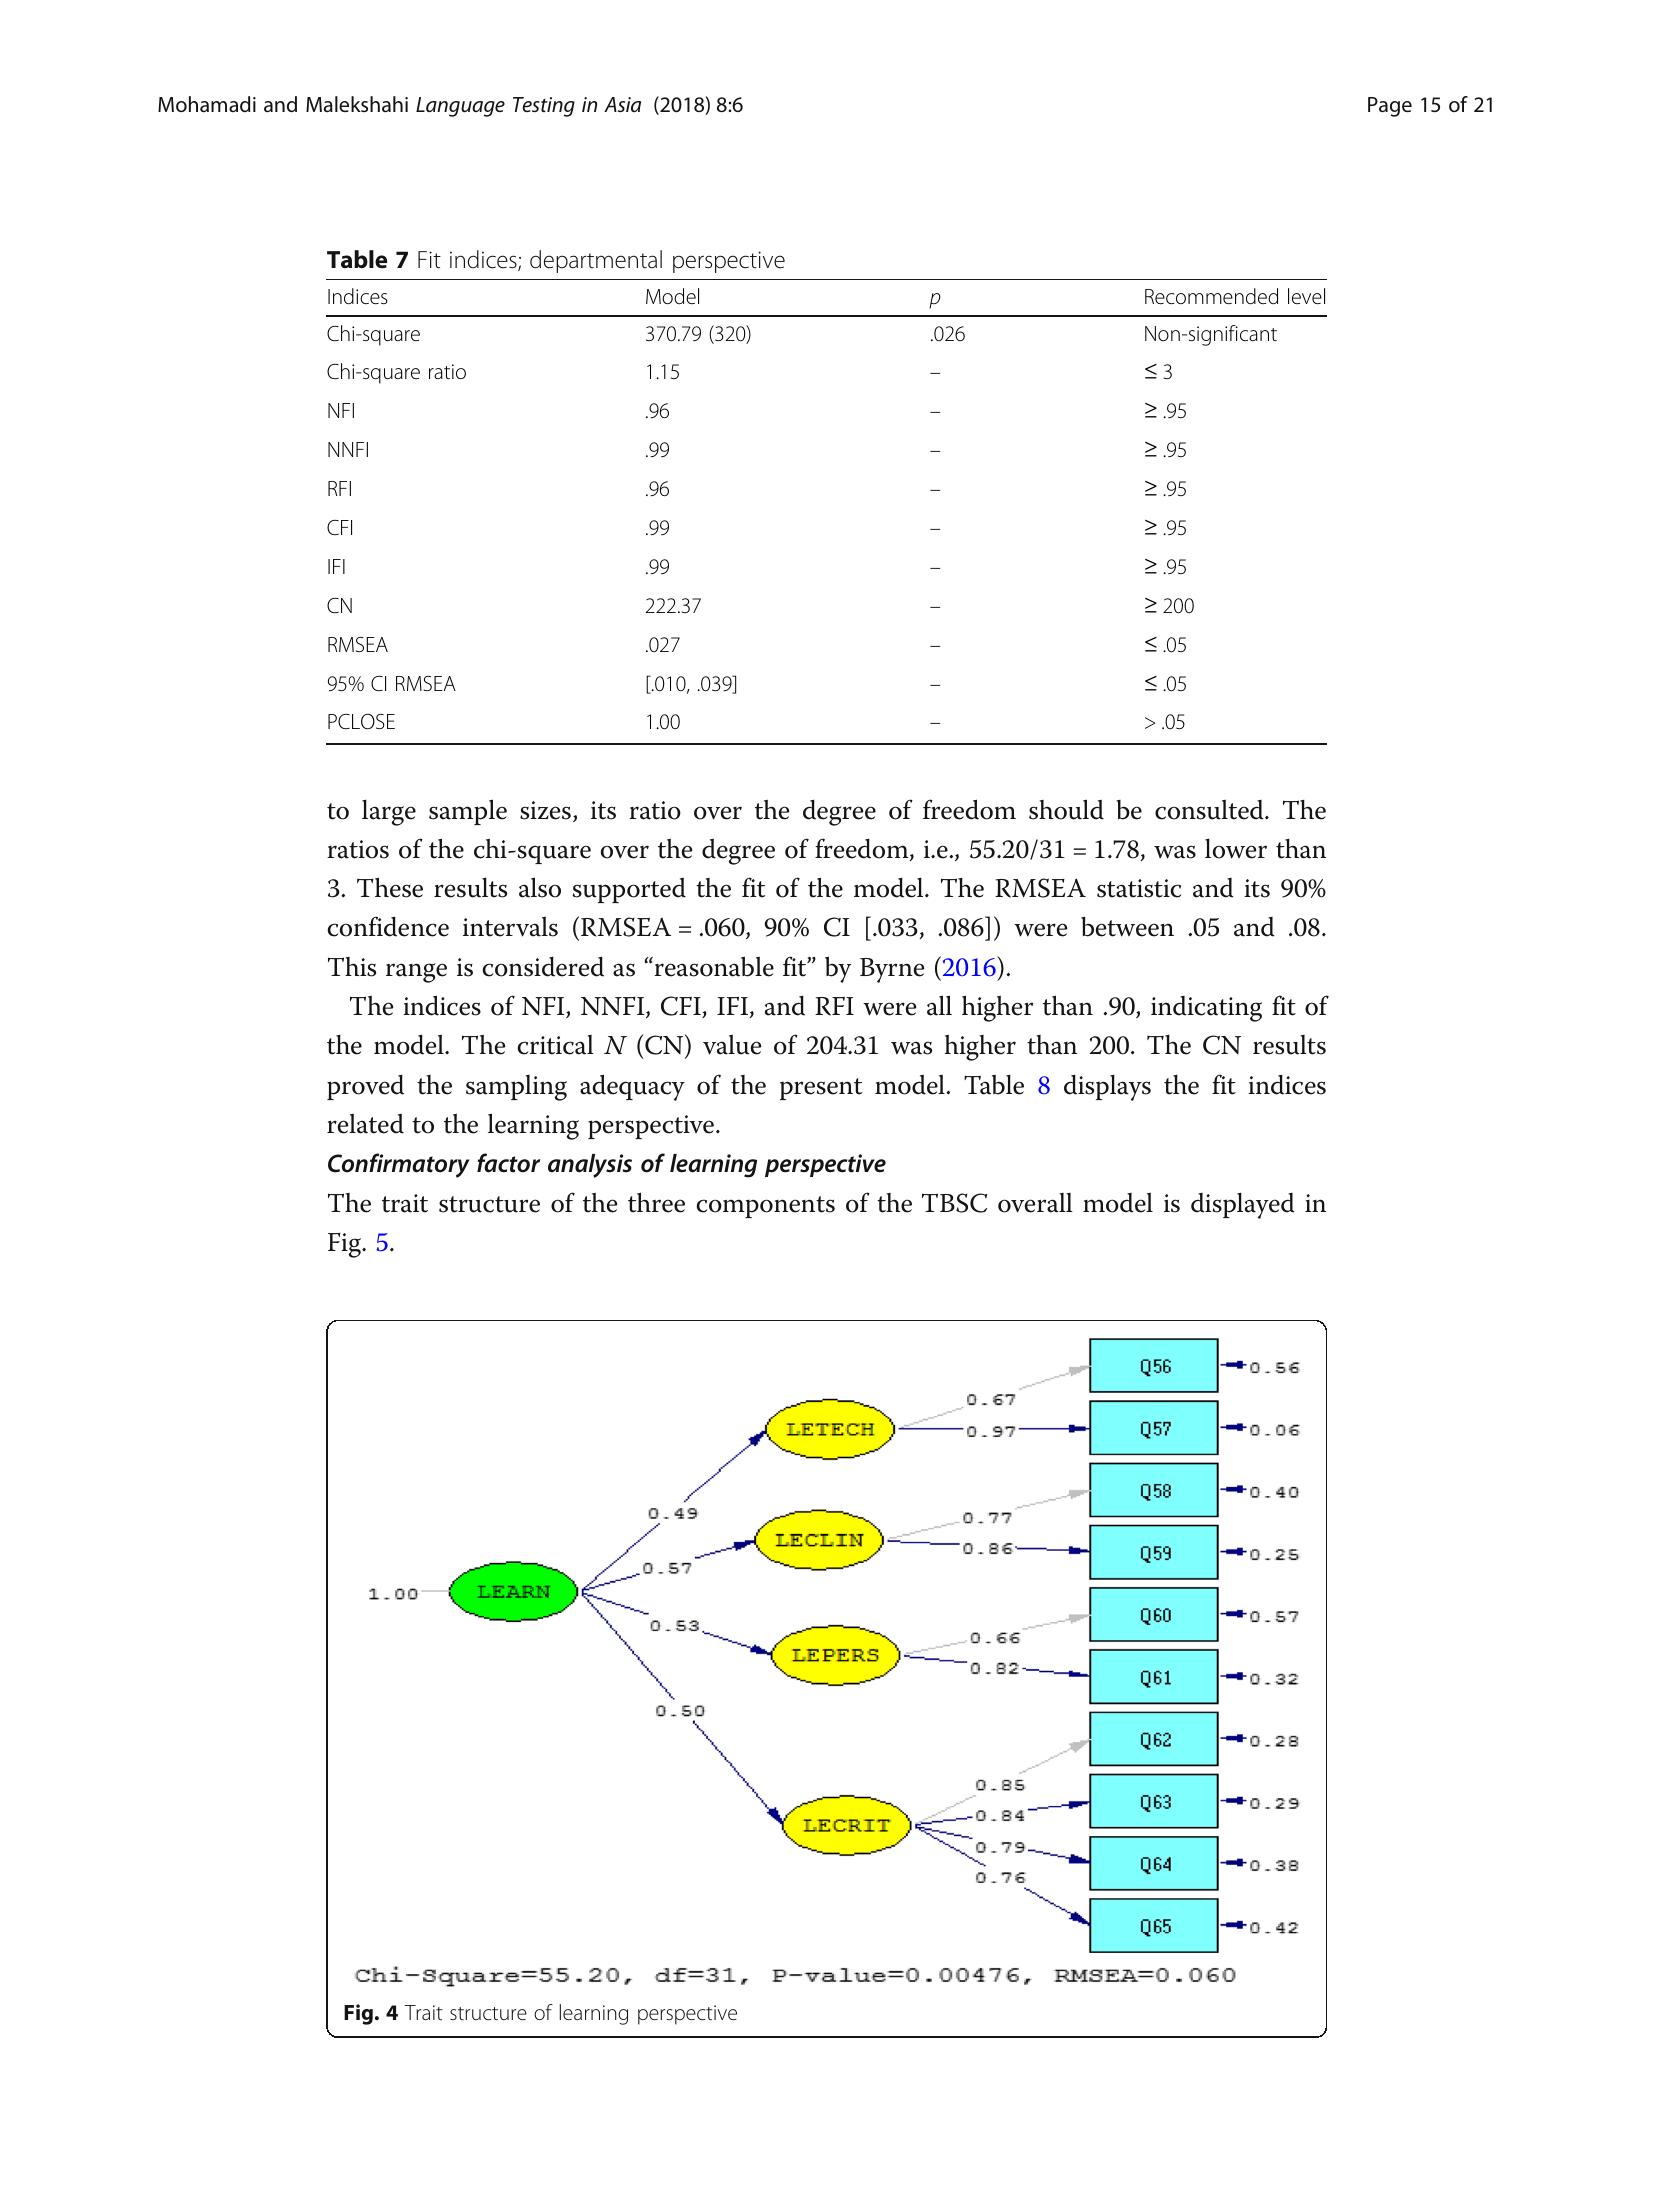 Mohamadi and Malekshahi Language Testing in Asia (2018) 8:6 Page 15 of 21
Table 7 Fit indices; departmental perspective
Indices Model p Recommended level
Chi-square 370.79 (320) .026 Non-significant
Chi-square ratio 1.15 – ≤ 3
NFI .96 – ≥ .95
NNFI .99 – ≥ .95
RFI .96 – ≥ .95
CFI .99 – ≥ .95
IFI .99 – ≥ .95
CN 222.37 – ≥ 200
RMSEA .027 – ≤ .05
95% CI RMSEA [.010, .039] – ≤ .05
PCLOSE 1.00 – > .05
to large sample sizes, its ratio over the degree of freedom should be consulted. The
ratios of the chi-square over the degree of freedom, i.e., 55.20/31 = 1.78, was lower than
3. These results also supported the fit of the model. The RMSEA statistic and its 90%
confidence intervals (RMSEA = .060, 90% CI [.033, .086]) were between .05 and .08.
This range is considered as “reasonable fit” by Byrne (2016).
The indices of NFI, NNFI, CFI, IFI, and RFI were all higher than .90, indicating fit of
the model. The critical N (CN) value of 204.31 was higher than 200. The CN results
proved the sampling adequacy of the present model. Table 8 displays the fit indices
related to the learning perspective.
Confirmatory factor analysis of learning perspective
The trait structure of the three components of the TBSC overall model is displayed in
Fig. 5.
Q56 0.56
0.67
LETECH 0.97 Q57 0.06
Q58 0.40
0.49
0.77
LECLIN 0.86 Q59 0.25
0.57
1.00 LEARN
Q60 0.57
0.53
0.66
LEPERS 0.82 Q61 0.32
0.50
Q62 0.28
0.85
LECRIT 0.84 Q63 0.29
0.79 Q64 0.38
0.76
Q65 0.42
Chi-Square=55.20, df=31, P-value=0.00476, RMSEA=0.060
Fig. 4 Trait structure of learning perspective